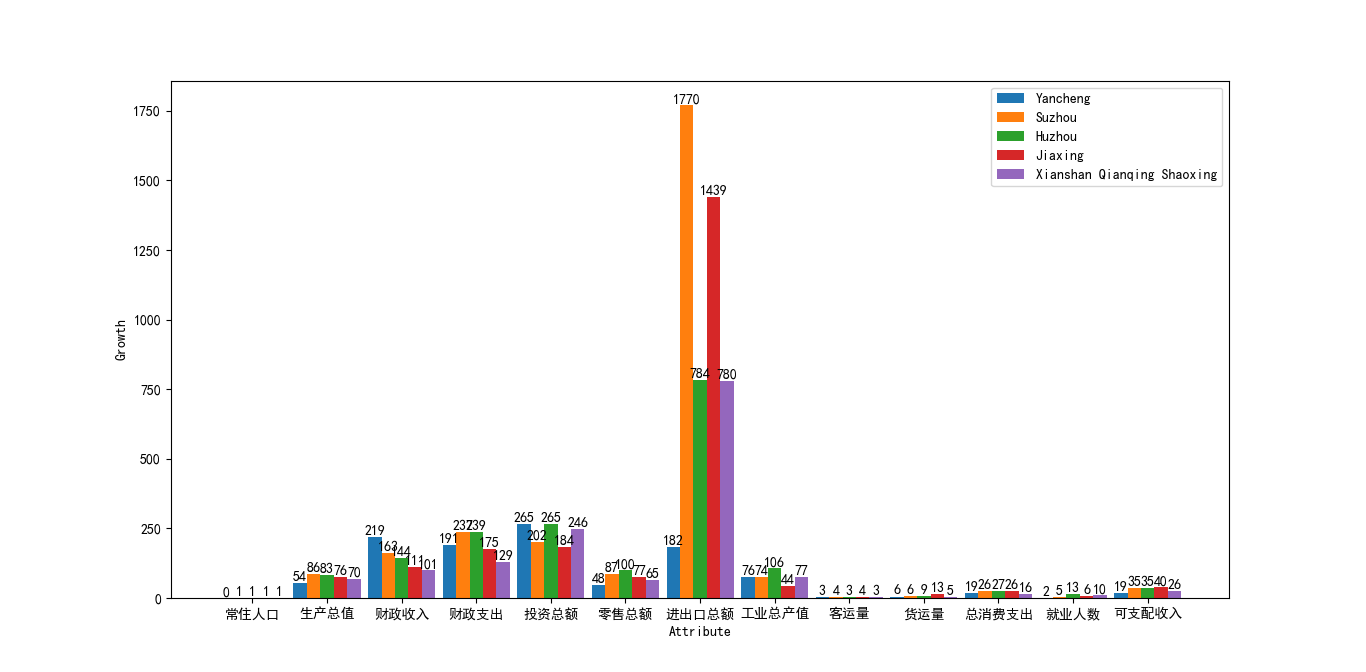 1750
1500
1250
1000
750
500
250
0
Growth
Yancheng
Suzhou
Huzhou
Jiaxing
Xianshan Qianqing Shaoxing
0 1 1 1 1
54 86 83 76 70
219 163 144 111 101
191 237 239 175 129
265 202 265 184 246
48 87 100 77 65
182 1770 784 1439 780
76 74 106 44 77
3 4 3 4 3
6 6 9 13 5
19 26 27 26 16
2 5 13 6 10
19 35 35 40 26
常住人口 生产总值 财政收入 财政支出 投资总额 零售总额 进出口总额 工业总产值 客运量 货运量 总消费支出 就业人数 可支配收入
Attribute